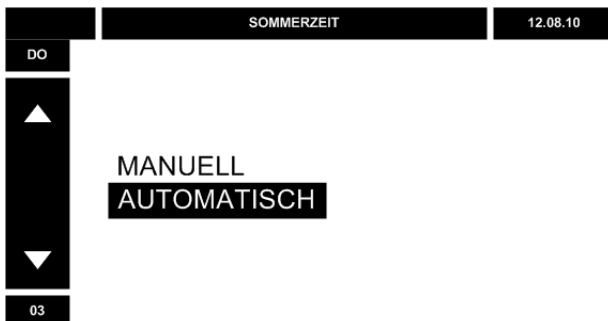 SOMMERZEIT
12.08.10
DO
MANUELL
AUTOMATISCH
03